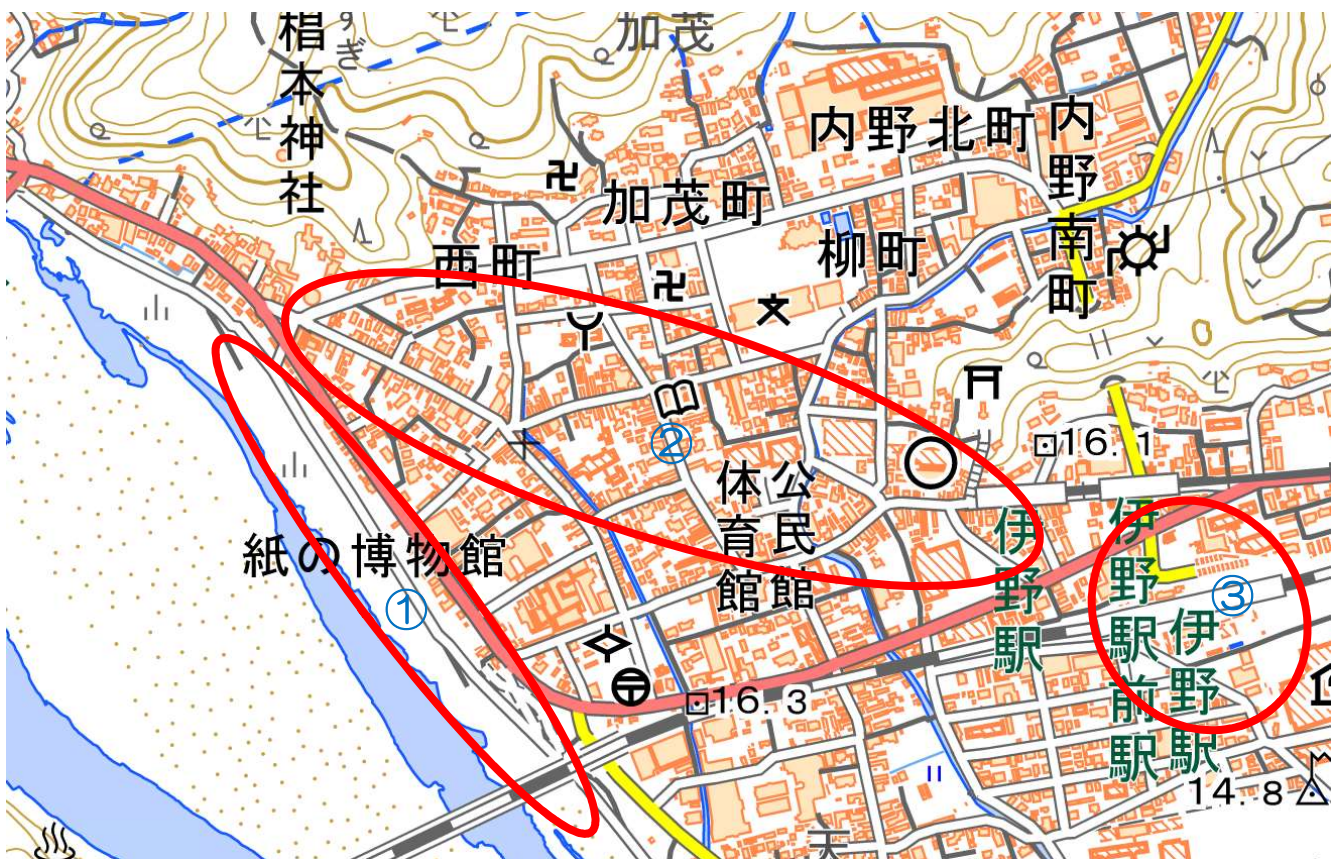 椙本神社
すぎ
加茂
内野北町
内野南町
加茂町
西町
柳町
②
体育館
公民館
16.1
伊野駅
伊野駅前駅
伊野駅
③
紙の博物館
①
16.3
14.8
天